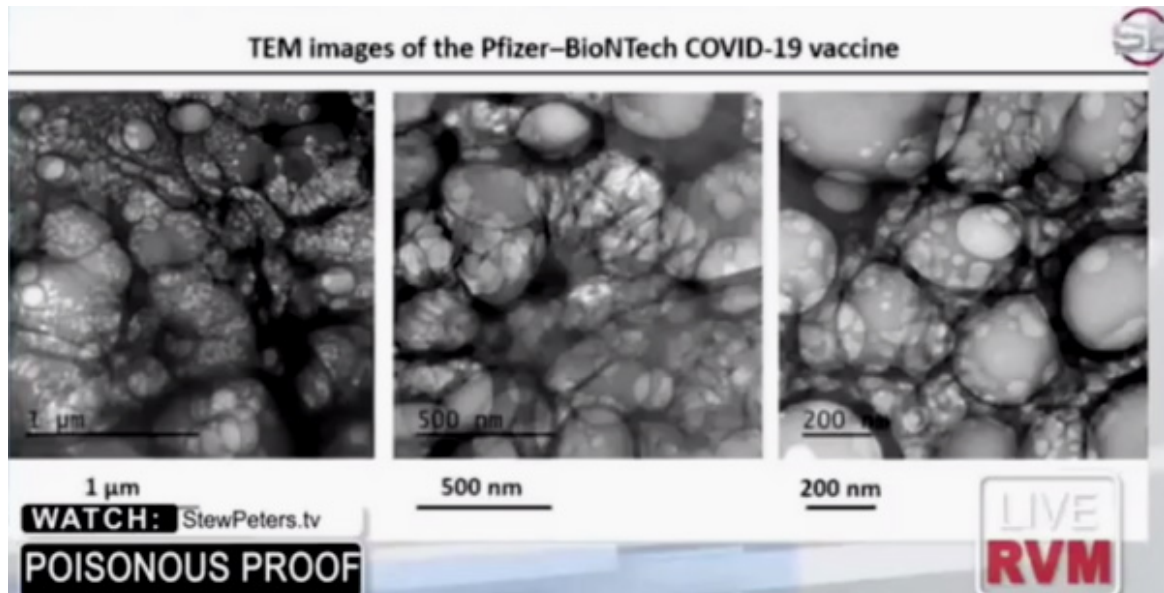 TEM images of the Pfizer–BioNTech COVID-19 vaccine
1 µm
500 nm
200 nm
1 µm
500 nm
200 nm
WATCH: StewPeters.tv
POISONOUS PROOF
LIVE
RVM